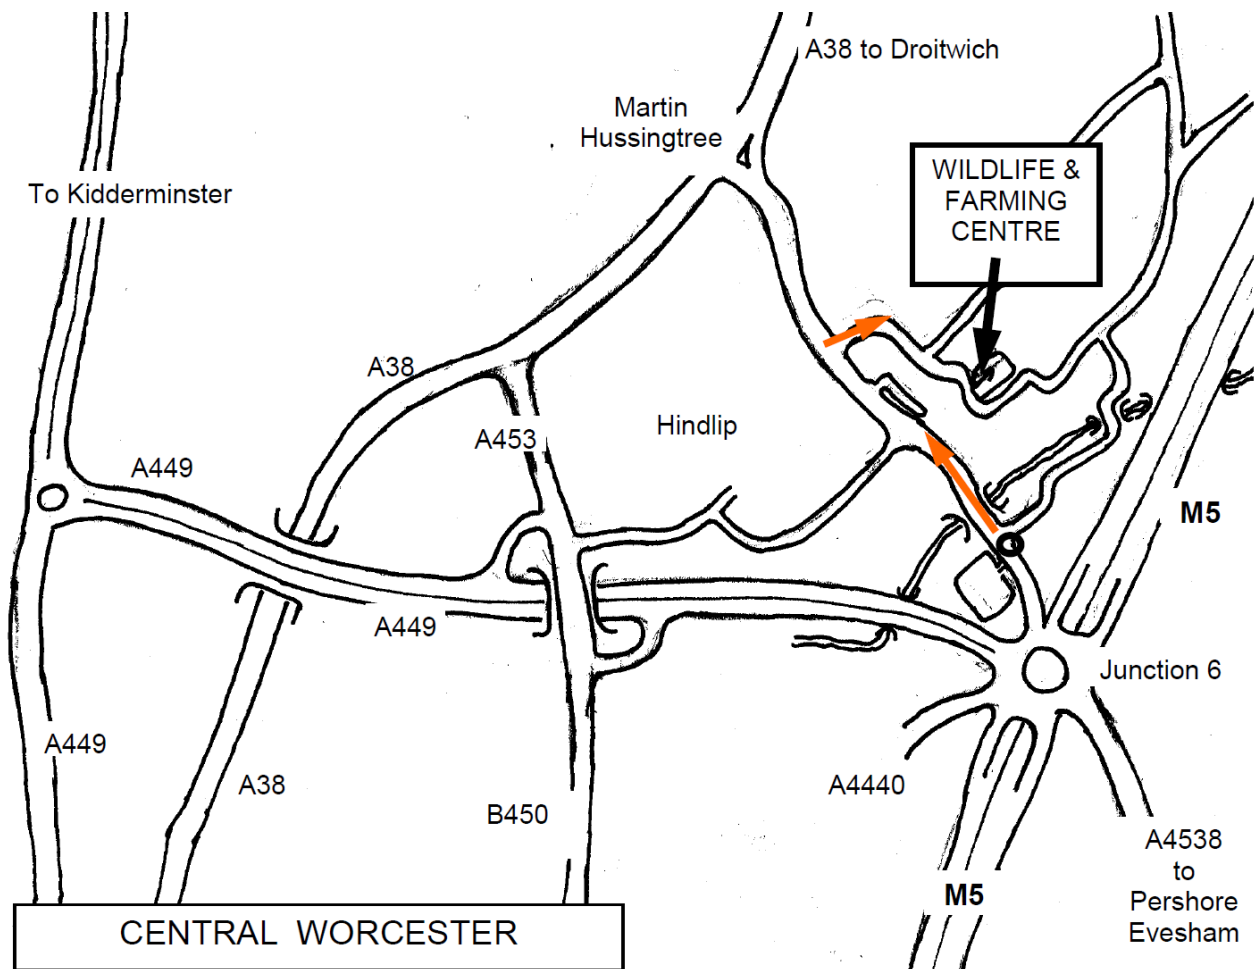 A38 to Droitwich
Martin
Hussingtree
WILDLIFE &
FARMING
CENTRE
To Kidderminster
A38
A453
Hindlip
A449
M5
A449
Junction 6
A449
A38
B450
A4440
A4538
to
Pershore
Evesham
M5
CENTRAL WORCESTER